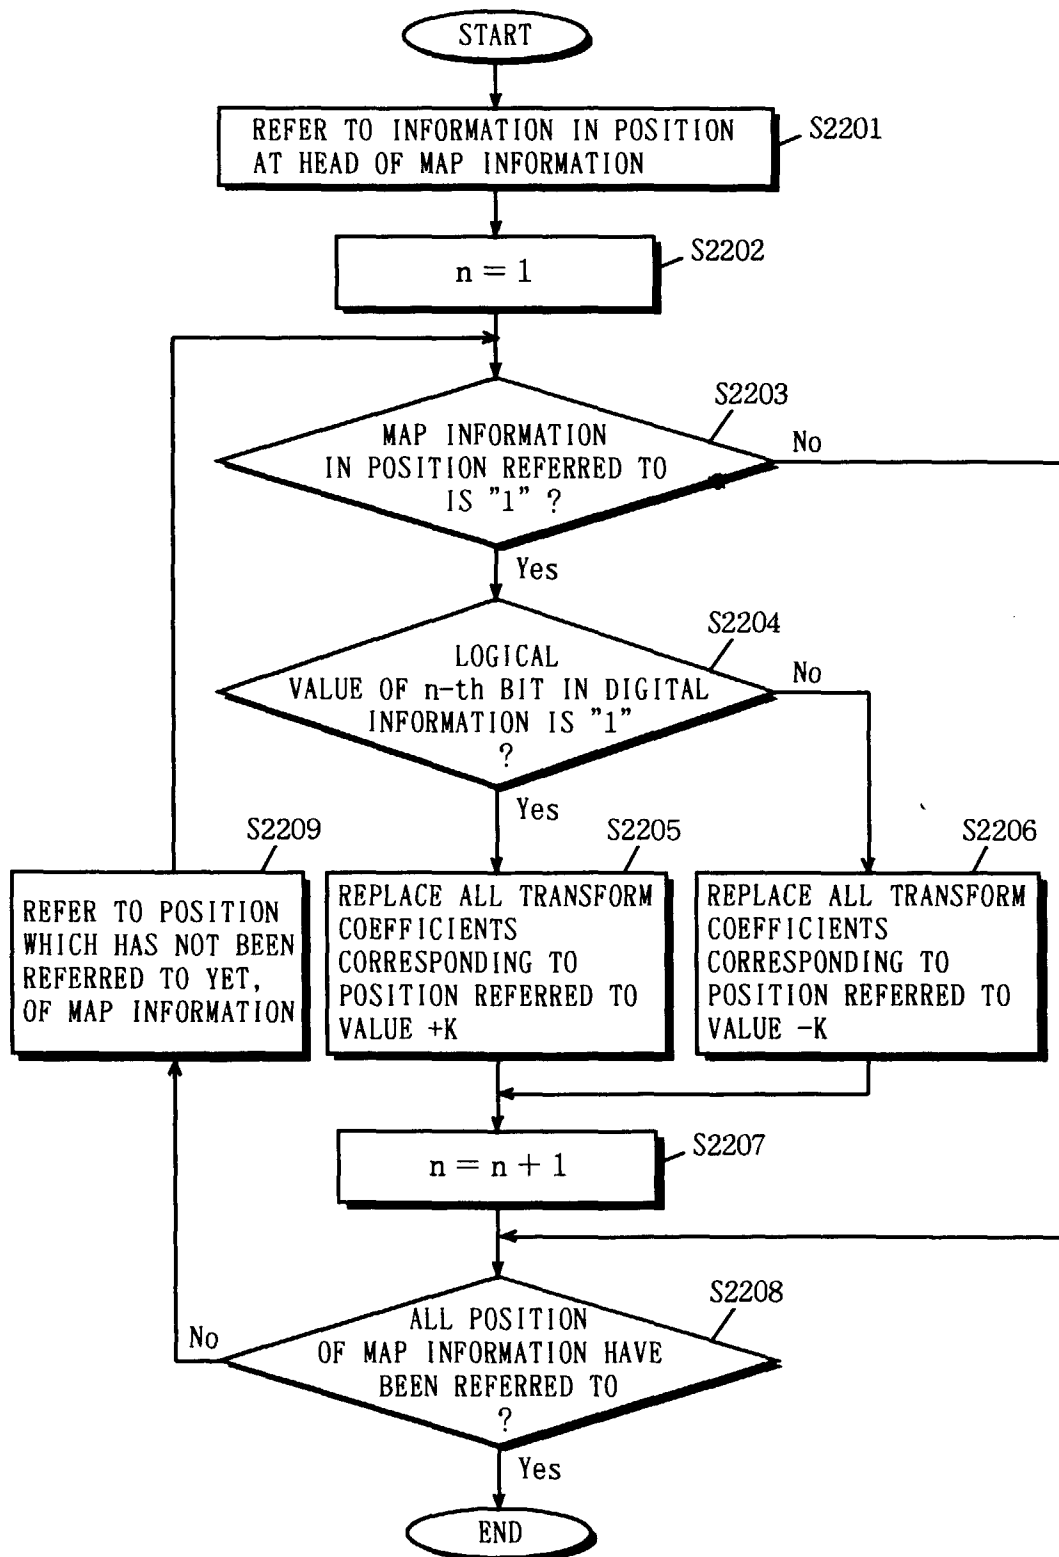 START
REFER TO INFORMATION IN POSITION
AT HEAD OF MAP INFORMATION
S2201
n = 1
S2202
MAP INFORMATION
IN POSITION REFERRED TO
IS "1" ?
S2203
No
Yes
LOGICAL
VALUE OF n-th BIT IN DIGITAL
INFORMATION IS "1"
?
S2204
No
Yes
S2209
REFER TO POSITION
WHICH HAS NOT BEEN
REFERRED TO YET,
OF MAP INFORMATION
S2205
REPLACE ALL TRANSFORM
COEFFICIENTS
CORRESPONDING TO
POSITION REFERRED TO
VALUE +K
S2206
REPLACE ALL TRANSFORM
COEFFICIENTS
CORRESPONDING TO
POSITION REFERRED TO
VALUE −K
n = n + 1
S2207
ALL POSITION
OF MAP INFORMATION HAVE
BEEN REFERRED TO
?
S2208
No
Yes
END